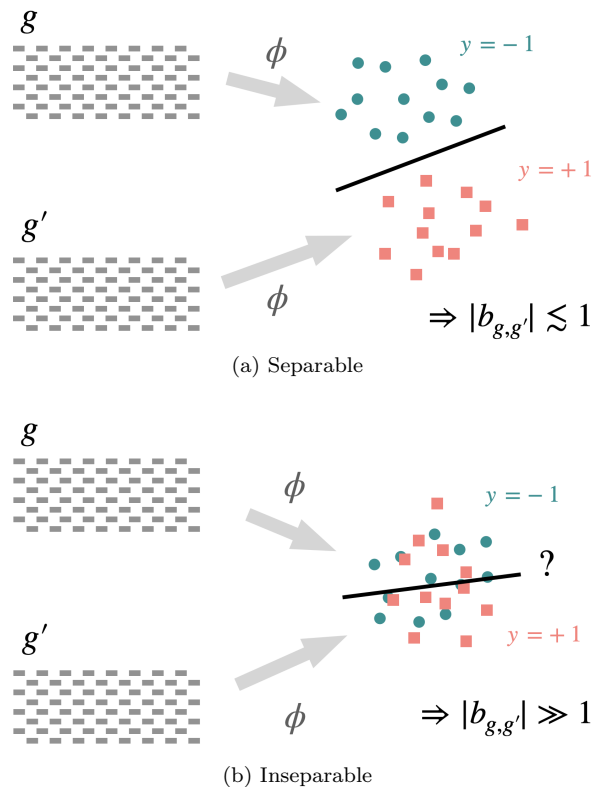 g
ϕ
y = − 1
y = + 1
g′
ϕ
⇒ |b_{g,g′}| ≲ 1
(a) Separable
g
ϕ
y = − 1
?
g′
y = + 1
ϕ
⇒ |b_{g,g′}| ≫ 1
(b) Inseparable